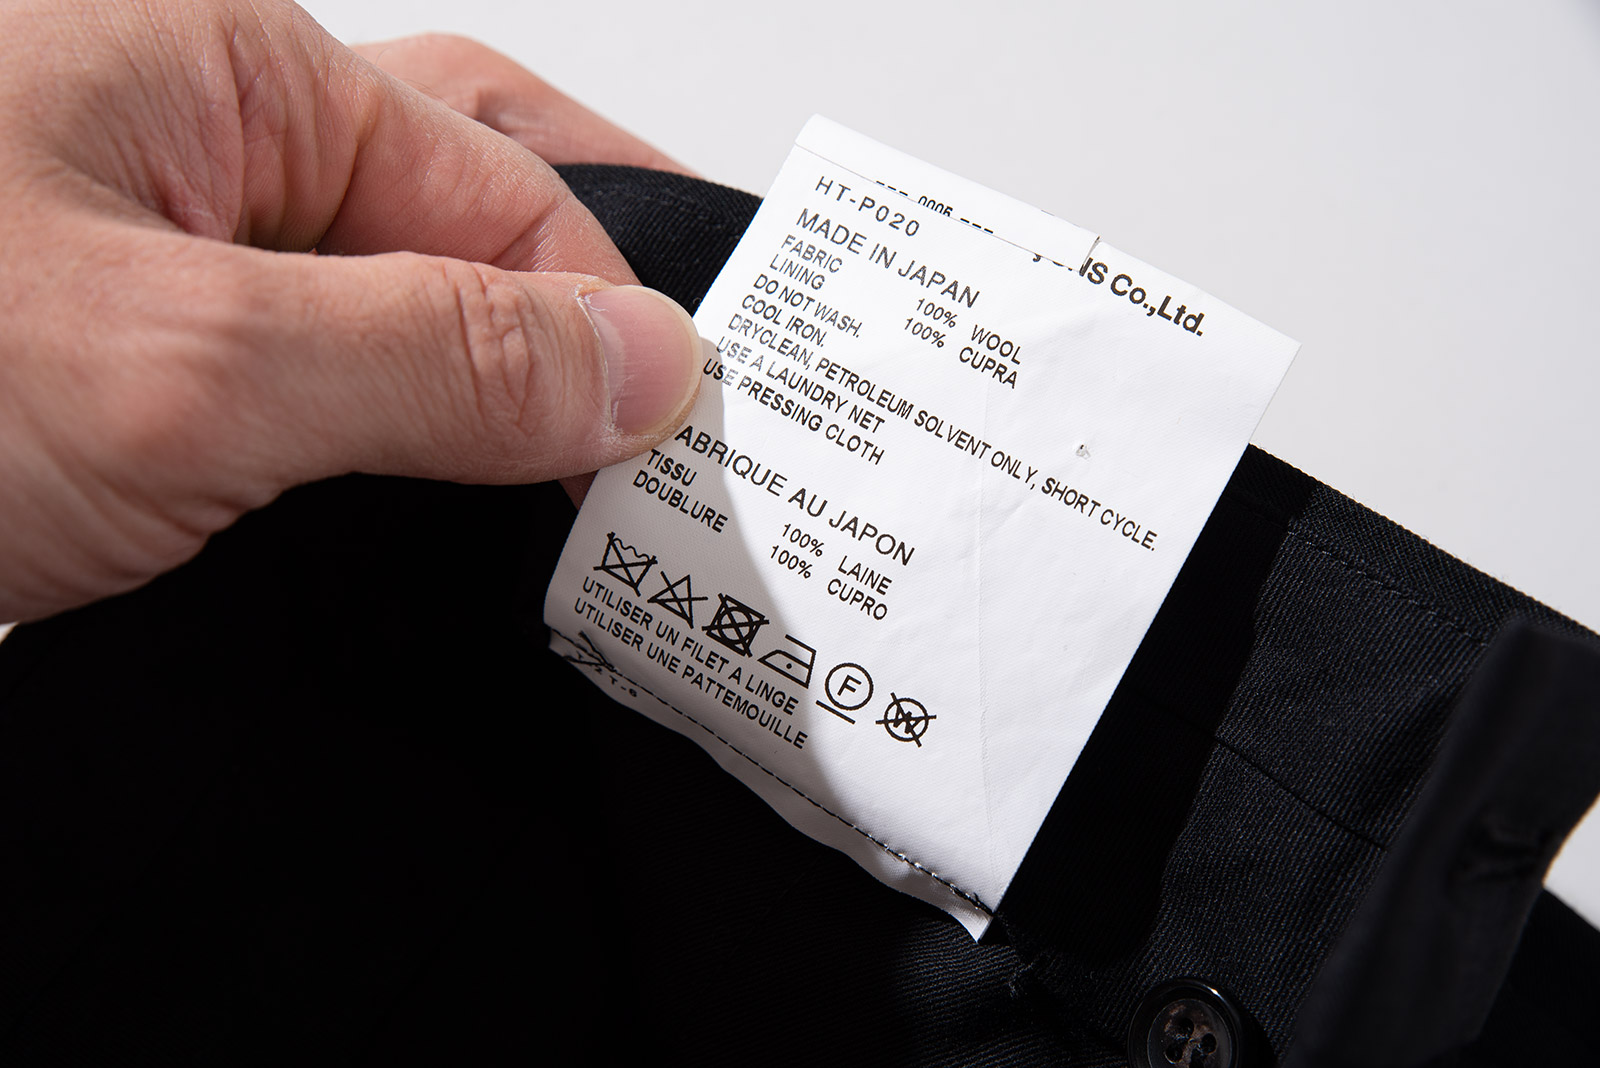 --- 0005 ---
NS Co.,Ltd.
HT-P020
MADE IN JAPAN
FABRIC 100% WOOL
LINING 100% CUPRA
DO NOT WASH.
COOL IRON.
DRYCLEAN, PETROLEUM SOLVENT ONLY, SHORT CYCLE.
USE A LAUNDRY NET
USE PRESSING CLOTH
ABRIQUE AU JAPON
TISSU 100% LAINE
DOUBLURE 100% CUPRO
F W
UTILISER UN FILET A LINGE
UTILISER UNE PATTEMOUILLE